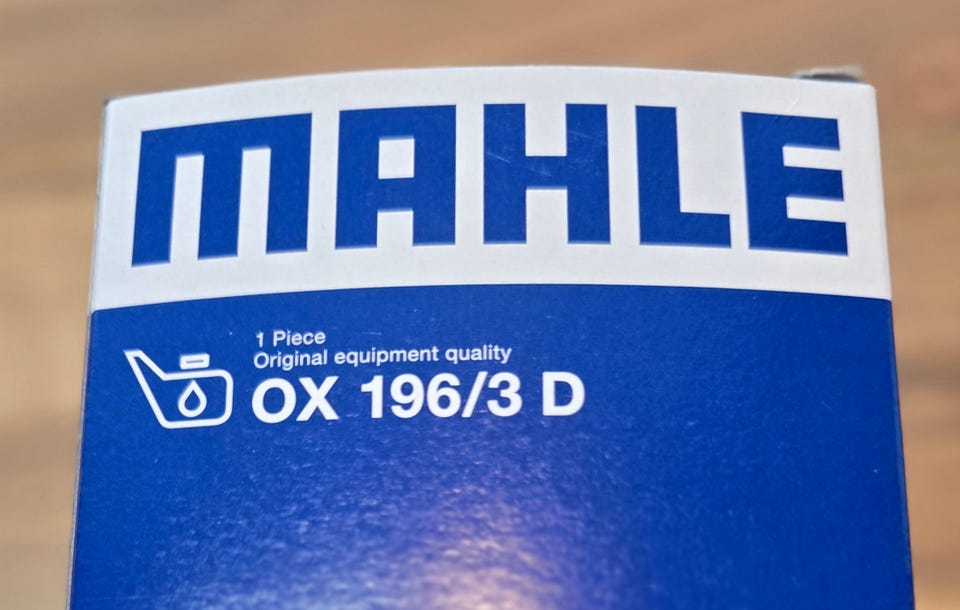 MAHLE
1 Piece
Original equipment quality
OX 196/3 D